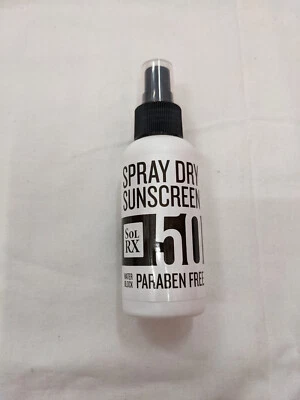 SPRAY DRY
SUNSCREEN
SOL
RX
50
WATER
BLOCK
PARABEN FREE